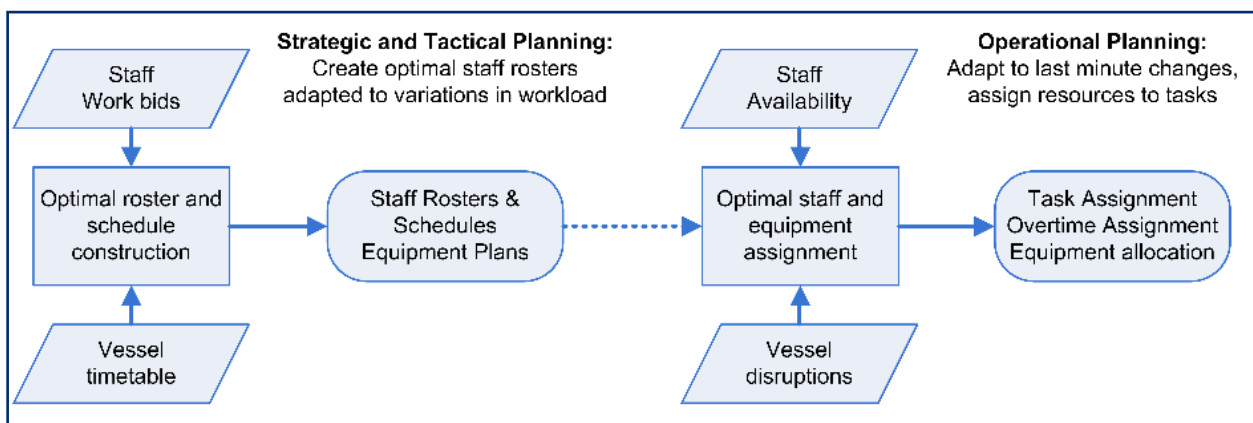 Staff
Work bids
Strategic and Tactical Planning:
Create optimal staff rosters
adapted to variations in workload
Staff
Availability
Operational Planning:
Adapt to last minute changes,
assign resources to tasks
Optimal roster and
schedule
construction
Staff Rosters &
Schedules
Equipment Plans
Optimal staff and
equipment
assignment
Task Assignment
Overtime Assignment
Equipment allocation
Vessel
timetable
Vessel
disruptions